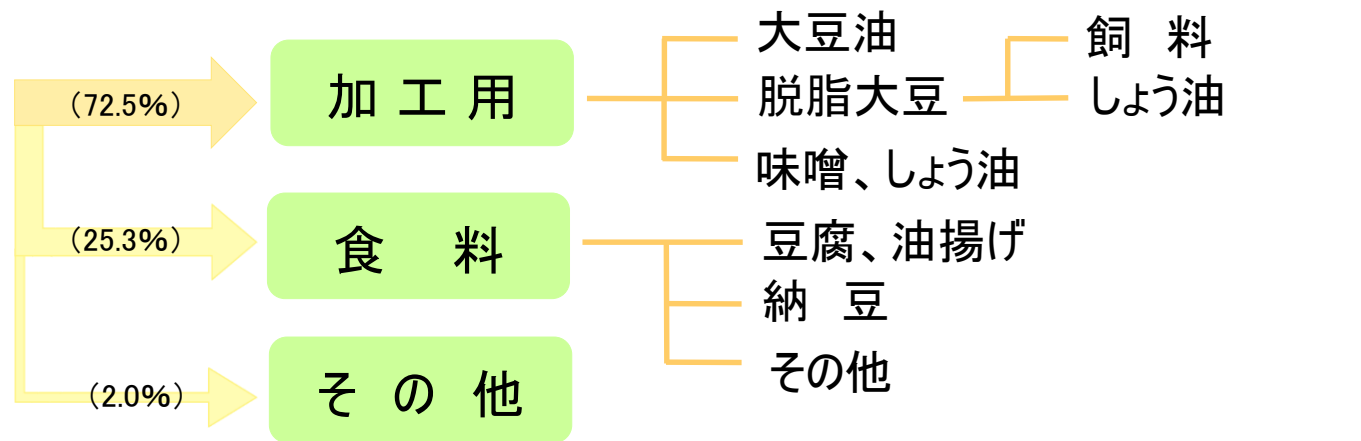 (72.5%)
加 工 用
大豆油
脱脂大豆
飼 料
しょう油
味噌、しょう油
(25.3%)
食 料
豆腐、油揚げ
納 豆
その他
(2.0%)
そ の 他